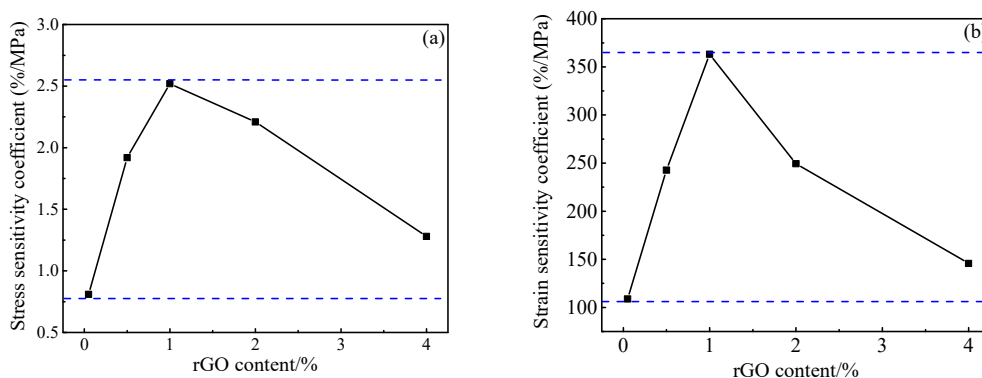 (a)
Stress sensitivity coefficient (%/MPa)
3.0
2.5
2.0
1.5
1.0
0.5
0 1 2 3 4
rGO content/%
(b)
Strain sensitivity coefficient (%/MPa)
400
350
300
250
200
150
100
0 1 2 3 4
rGO content/%